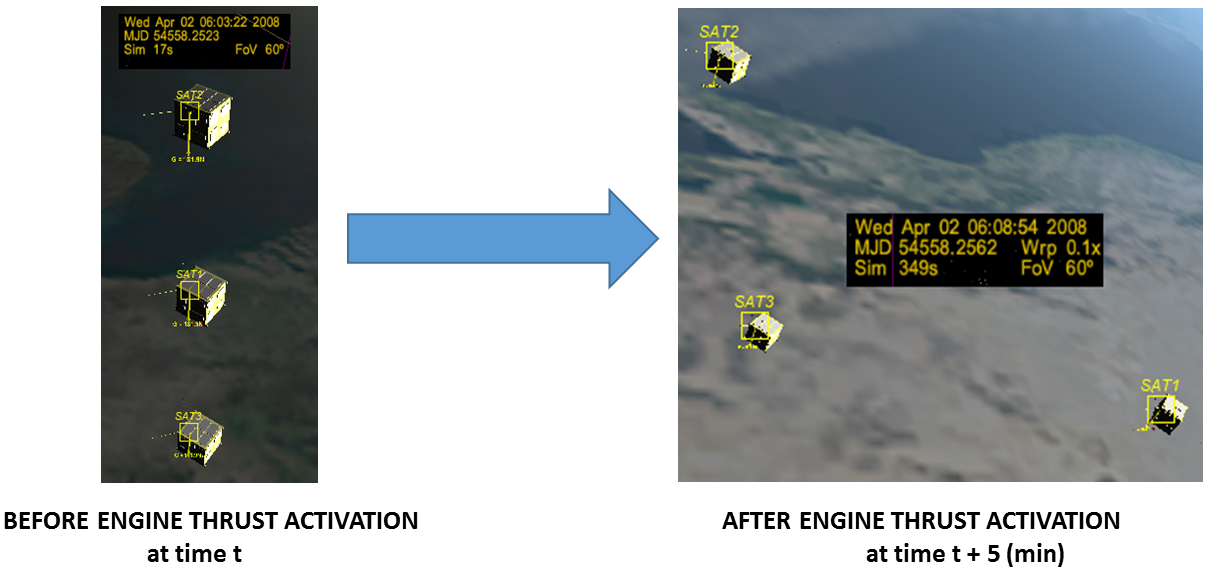 Wed Apr 02 06:03:22 2008
MJD 54558.2523
Sim 17s FoV 60º
SAT2
SAT1
SAT3
BEFORE ENGINE THRUST ACTIVATION
at time t
SAT2
Wed Apr 02 06:08:54 2008
MJD 54558.2562 Wrp 0.1x
Sim 349s FoV 60º
SAT3
SAT1
AFTER ENGINE THRUST ACTIVATION
at time t + 5 (min)